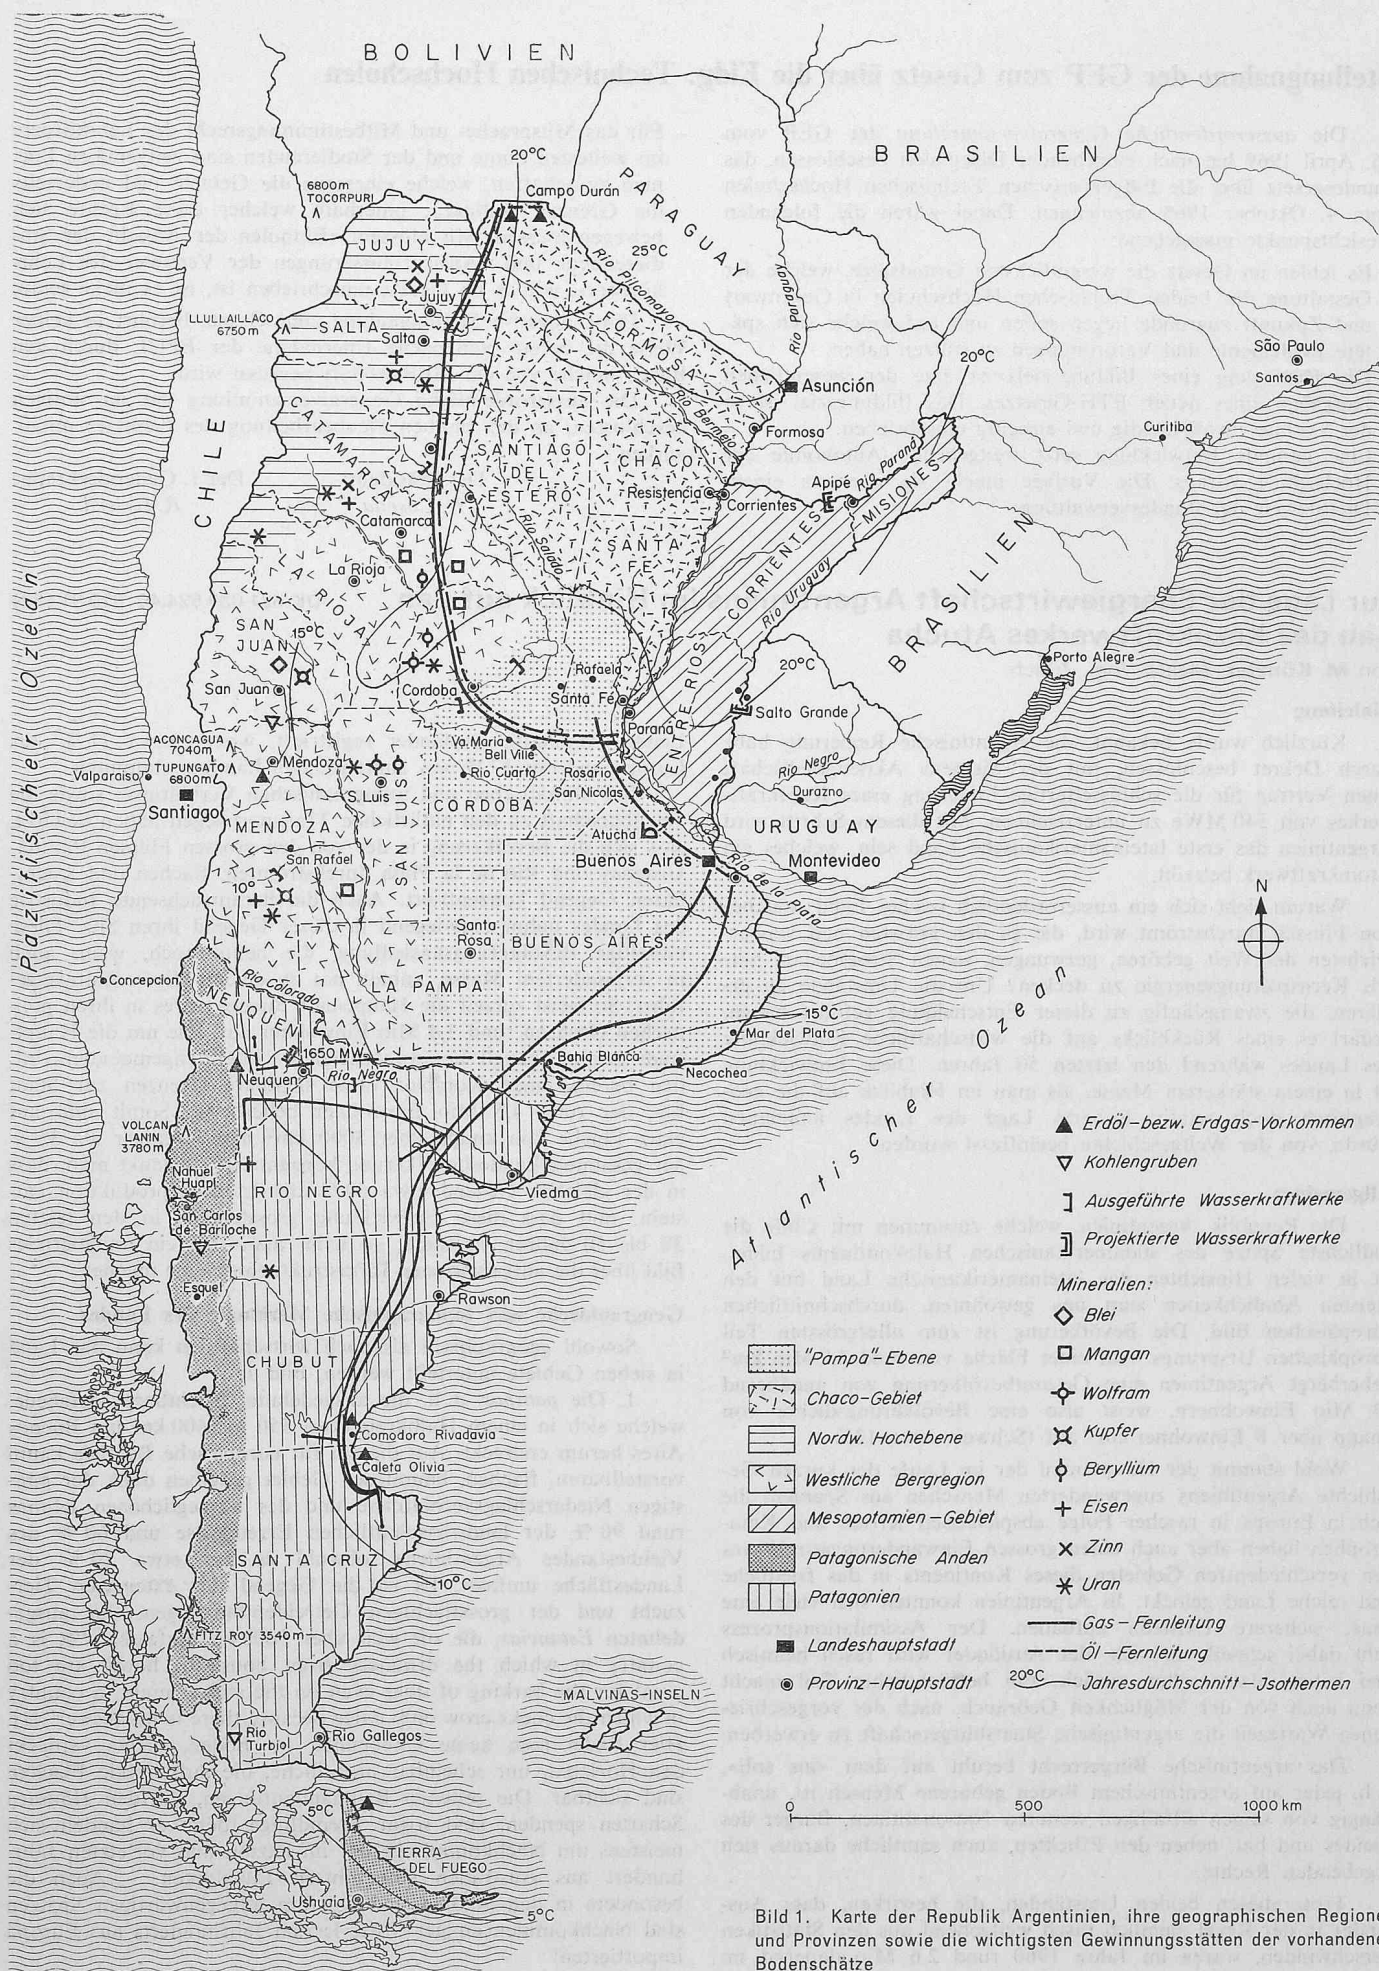 BOLIVIEN
BRASILIEN
PARAGUAY
20°C
Campo Durán
6800m
TOCORPURI
25°C
JUJUY
Rio Pilcomayo
Rio Paraguay
Jujuy
LLULLAILLACO
6750m
SALTA
FORMOSA
Salta
20°C
São Paulo
Santos
Asunción
CHILE
CATAMARCA
Rio Bermejo
Formosa
Curitiba
SANTIAGO
DEL
ESTERO
CHACO
Resistencia
Corrientes
Apipé
Rio Paraná
MISIONES
Catamarca
Rio Salado
SANTA
FE
CORRIENTES
Rio Uruguay
BRASILIEN
La Rioja
LA RIOJA
SAN
JUAN
15°C
San Juan
Cordoba
Rafaela
Santa Fé
Paraná
ENTRE RIOS
20°C
Salto Grande
Porto Alegre
Pazifischer Ozean
ACONCAGUA
7040m
TUPUNGATO
6800m
Valparaiso
Mendoza
Va. Maria
Bell Ville
Rio Cuarto
Rosario
San Nicolas
Rio Negro
Durazno
S. Luis
Santiago
SAN LUIS
CORDOBA
MENDOZA
San Rafael
Atucha
URUGUAY
Buenos Aires
Montevideo
Rio de la Plata
10°
Santa
Rosa
BUENOS AIRES
N
Concepcion
Rio Colorado
LA PAMPA
NEUQUEN
15°C
Mar del Plata
1650 MW
Bahia Blanca
Necochea
Neuquen
Rio Negro
Atlantischer Ozean
VOLCAN
LANIN
3780m
Nahuel
Huapi
RIO NEGRO
Viedma
San Carlos
de Bariloche
Esquel
Rawson
CHUBUT
Comodoro Rivadavia
Caleta Olivia
SANTA CRUZ
10°C
FITZ ROY 3540m
MALVINAS-INSELN
Rio
Turbio
Rio Gallegos
5°C
TIERRA
DEL FUEGO
Ushuaia
5°C
Erdöl-bezw. Erdgas-Vorkommen
Kohlengruben
Ausgeführte Wasserkraftwerke
Projektierte Wasserkraftwerke
Mineralien:
Blei
Mangan
Wolfram
Kupfer
Beryllium
Eisen
Zinn
Uran
Gas-Fernleitung
Öl-Fernleitung
20°C Jahresdurchschnitt-Jsothermen
"Pampa"-Ebene
Chaco-Gebiet
Nordw. Hochebene
Westliche Bergregion
Mesopotamien-Gebiet
Patagonische Anden
Patagonien
Landeshauptstadt
Provinz-Hauptstadt
0 500 1000 km
Bild 1. Karte der Republik Argentinien, ihre geographischen Regione
und Provinzen sowie die wichtigsten Gewinnungsstätten der vorhandene
Bodenschätze